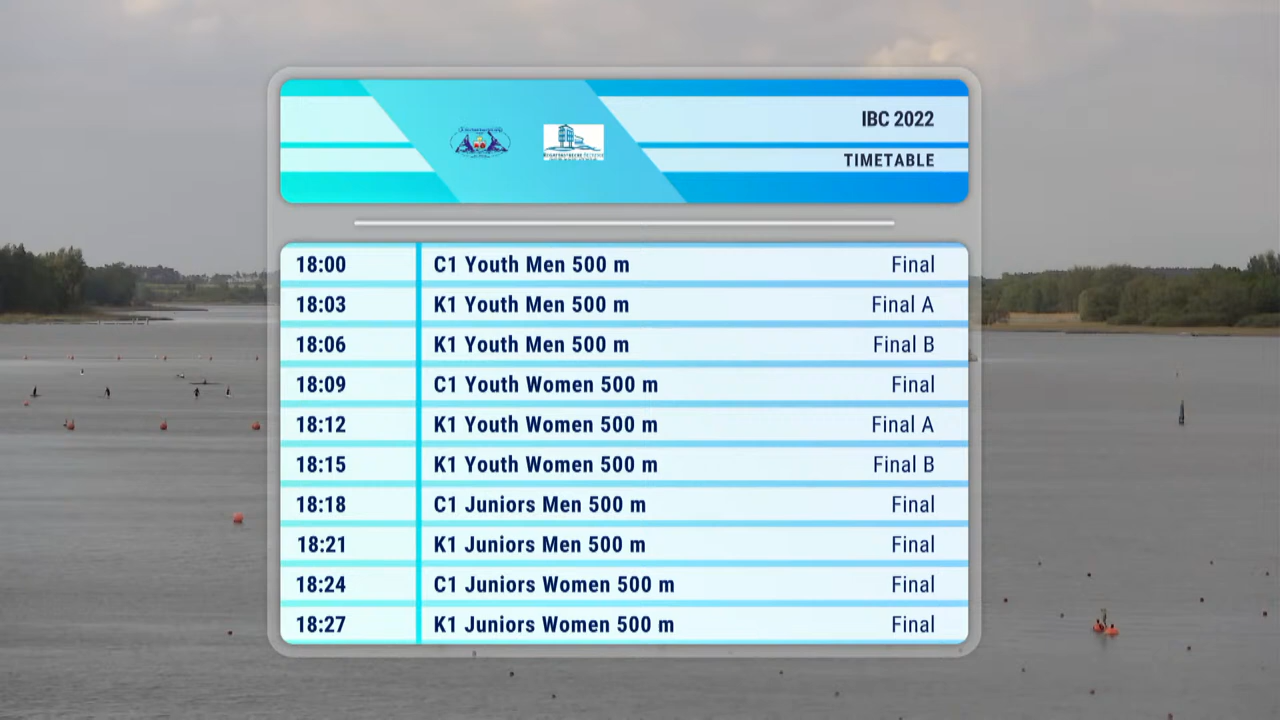 IBC 2022
TIMETABLE
18:00 C1 Youth Men 500 m Final
18:03 K1 Youth Men 500 m Final A
18:06 K1 Youth Men 500 m Final B
18:09 C1 Youth Women 500 m Final
18:12 K1 Youth Women 500 m Final A
18:15 K1 Youth Women 500 m Final B
18:18 C1 Juniors Men 500 m Final
18:21 K1 Juniors Men 500 m Final
18:24 C1 Juniors Women 500 m Final
18:27 K1 Juniors Women 500 m Final